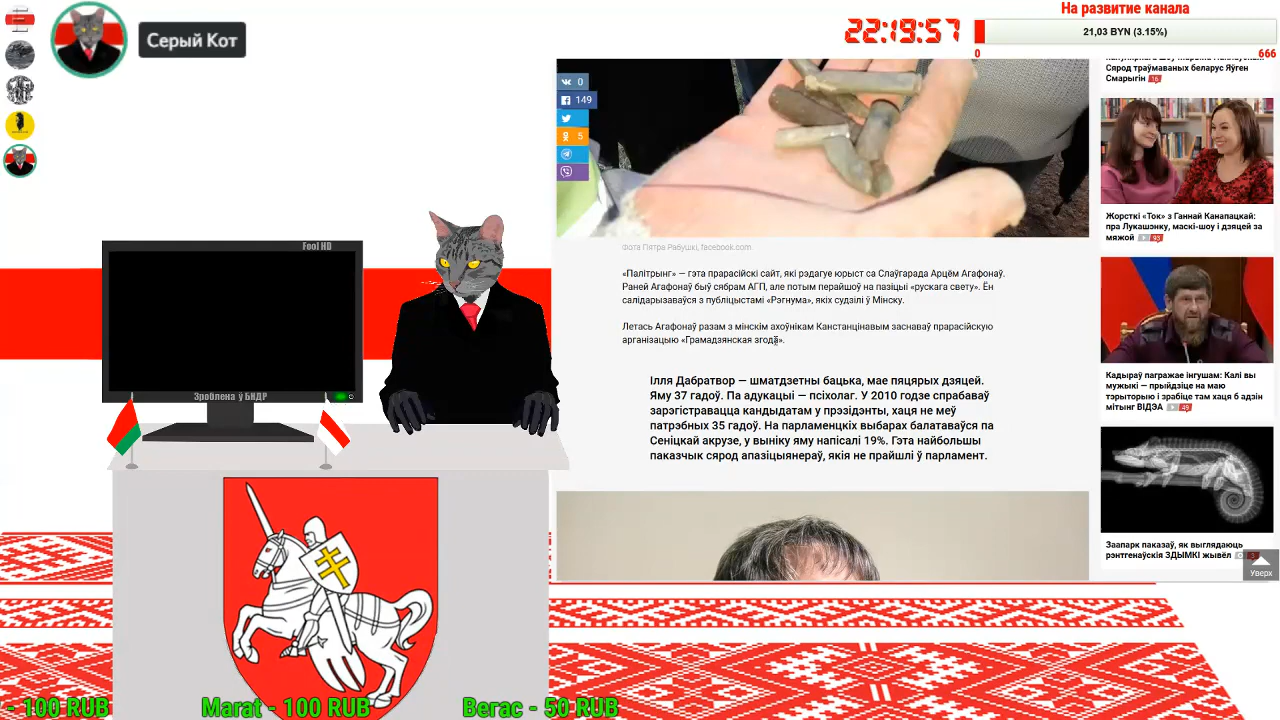 Серый Кот
22:19:57
На развитие канала
21,03 BYN (3.15%)
0
666
Fool HD
Зроблена ў БНДР
0
149
5
Фота Пятра Рабушкі, facebook.com
«Палітрынг» — гэта прарасійскі сайт, які рэдагуе юрыст са Слаўгарада Арцём Агафонаў.
Раней Агафонаў быў сябрам АГП, але потым перайшоў на пазіцыі «рускага свету». Ён
салідарызаваўся з публіцыстамі «Рэгнума», якіх судзілі ў Мінску.
Летась Агафонаў разам з мінскім ахоўнікам Канстанцінавым заснаваў прарасійскую
арганізацыю «Грамадзянская згода».
Ілля Дабратвор — шматдзетны бацька, мае пяцярых дзяцей.
Яму 37 гадоў. Па адукацыі — псіхолаг. У 2010 годзе спрабаваў
зарэгістравацца кандыдатам у прэзідэнты, хаця не меў
патрэбных 35 гадоў. На парламенцкіх выбарах балатаваўся па
Сеніцкай акрузе, у выніку яму напісалі 19%. Гэта найбольшы
паказчык сярод апазіцыянераў, якія не прайшлі ў парламент.
Сярод траўмаваных беларус Яўген
Смарыгін 16
Жорсткі «Ток» з Ганнай Канапацкай:
пра Лукашэнку, маскі-шоу і дзяцей за
мяжой
Кадыраў пагражае інгушам: Калі вы
мужыкі — прыйдзіце на маю
тэрыторыю і зрабіце там хаця б адзін
мітынг ВІДЭА 49
Заапарк паказаў, як выглядаюць
рэнтгенаўскія ЗДЫМКІ жывёл
Уверх
- 100 RUB
Marat - 100 RUB
Вегас - 50 RUB